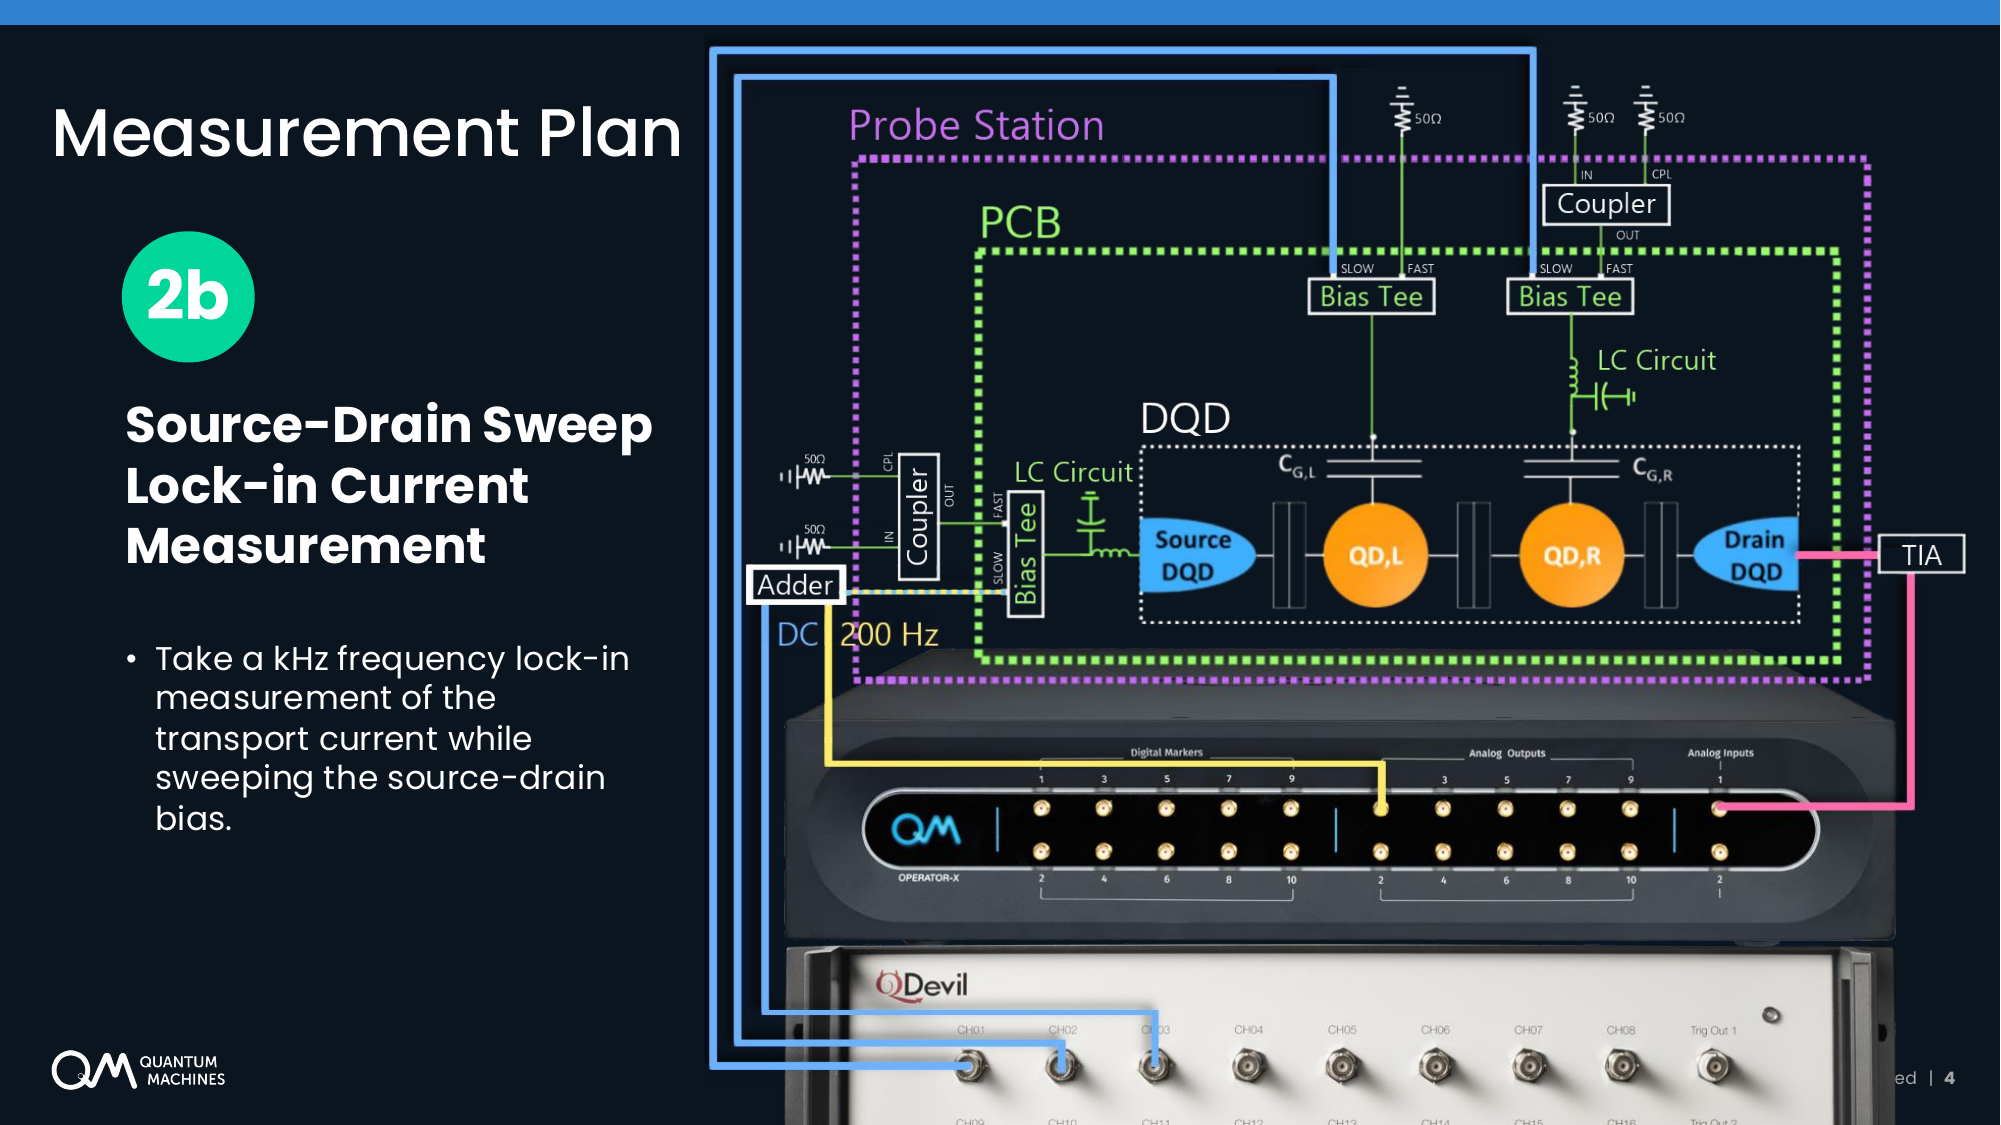 Measurement Plan
2b
Source-Drain Sweep
Lock-in Current
Measurement
• Take a kHz frequency lock-in
measurement of the
transport current while
sweeping the source-drain
bias.
QM QUANTUM
MACHINES
Probe Station
PCB
50Ω
50Ω
50Ω
IN
CPL
Coupler
OUT
SLOW
FAST
SLOW
FAST
Bias Tee
Bias Tee
LC Circuit
DQD
C_G,L
C_G,R
50Ω
CPL
50Ω
IN
Coupler
OUT
LC Circuit
FAST
SLOW
Bias Tee
Source
DQD
QD,L
QD,R
Drain
DQD
TIA
Adder
DC
200 Hz
Digital Markers
Analog Outputs
Analog Inputs
1 3 5 7 9
3 5 7 9
1
QM
OPERATOR-X
2 4 6 8 10
2 4 6 8 10
2
QDevil
CH01 CH02 CH03 CH04 CH05 CH06 CH07 CH08 Trig Out 1
CH09 CH10 CH11 CH12 CH13 CH14 CH15 CH16 Trig Out 2
ed | 4